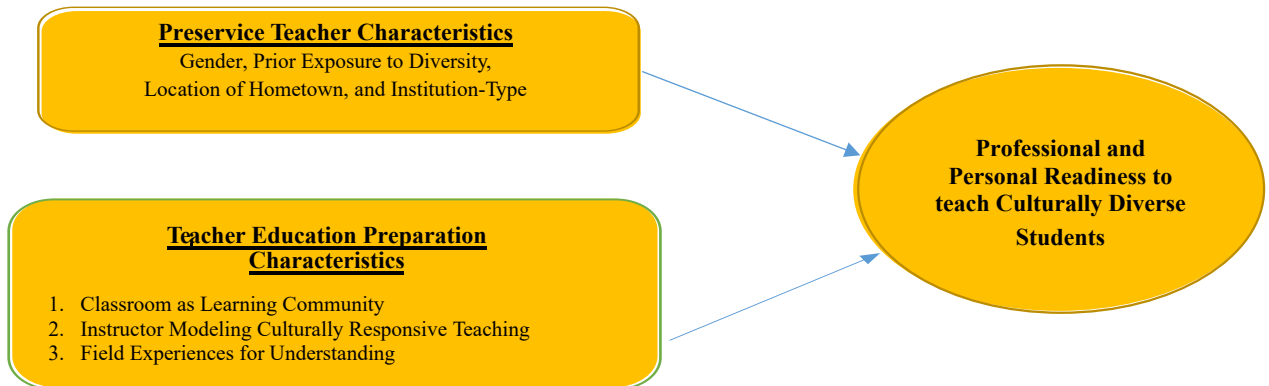 Preservice Teacher Characteristics
Gender, Prior Exposure to Diversity,
Location of Hometown, and Institution-Type
Teacher Education Preparation
Characteristics
1. Classroom as Learning Community
2. Instructor Modeling Culturally Responsive Teaching
3. Field Experiences for Understanding
Professional and
Personal Readiness to
teach Culturally Diverse
Students